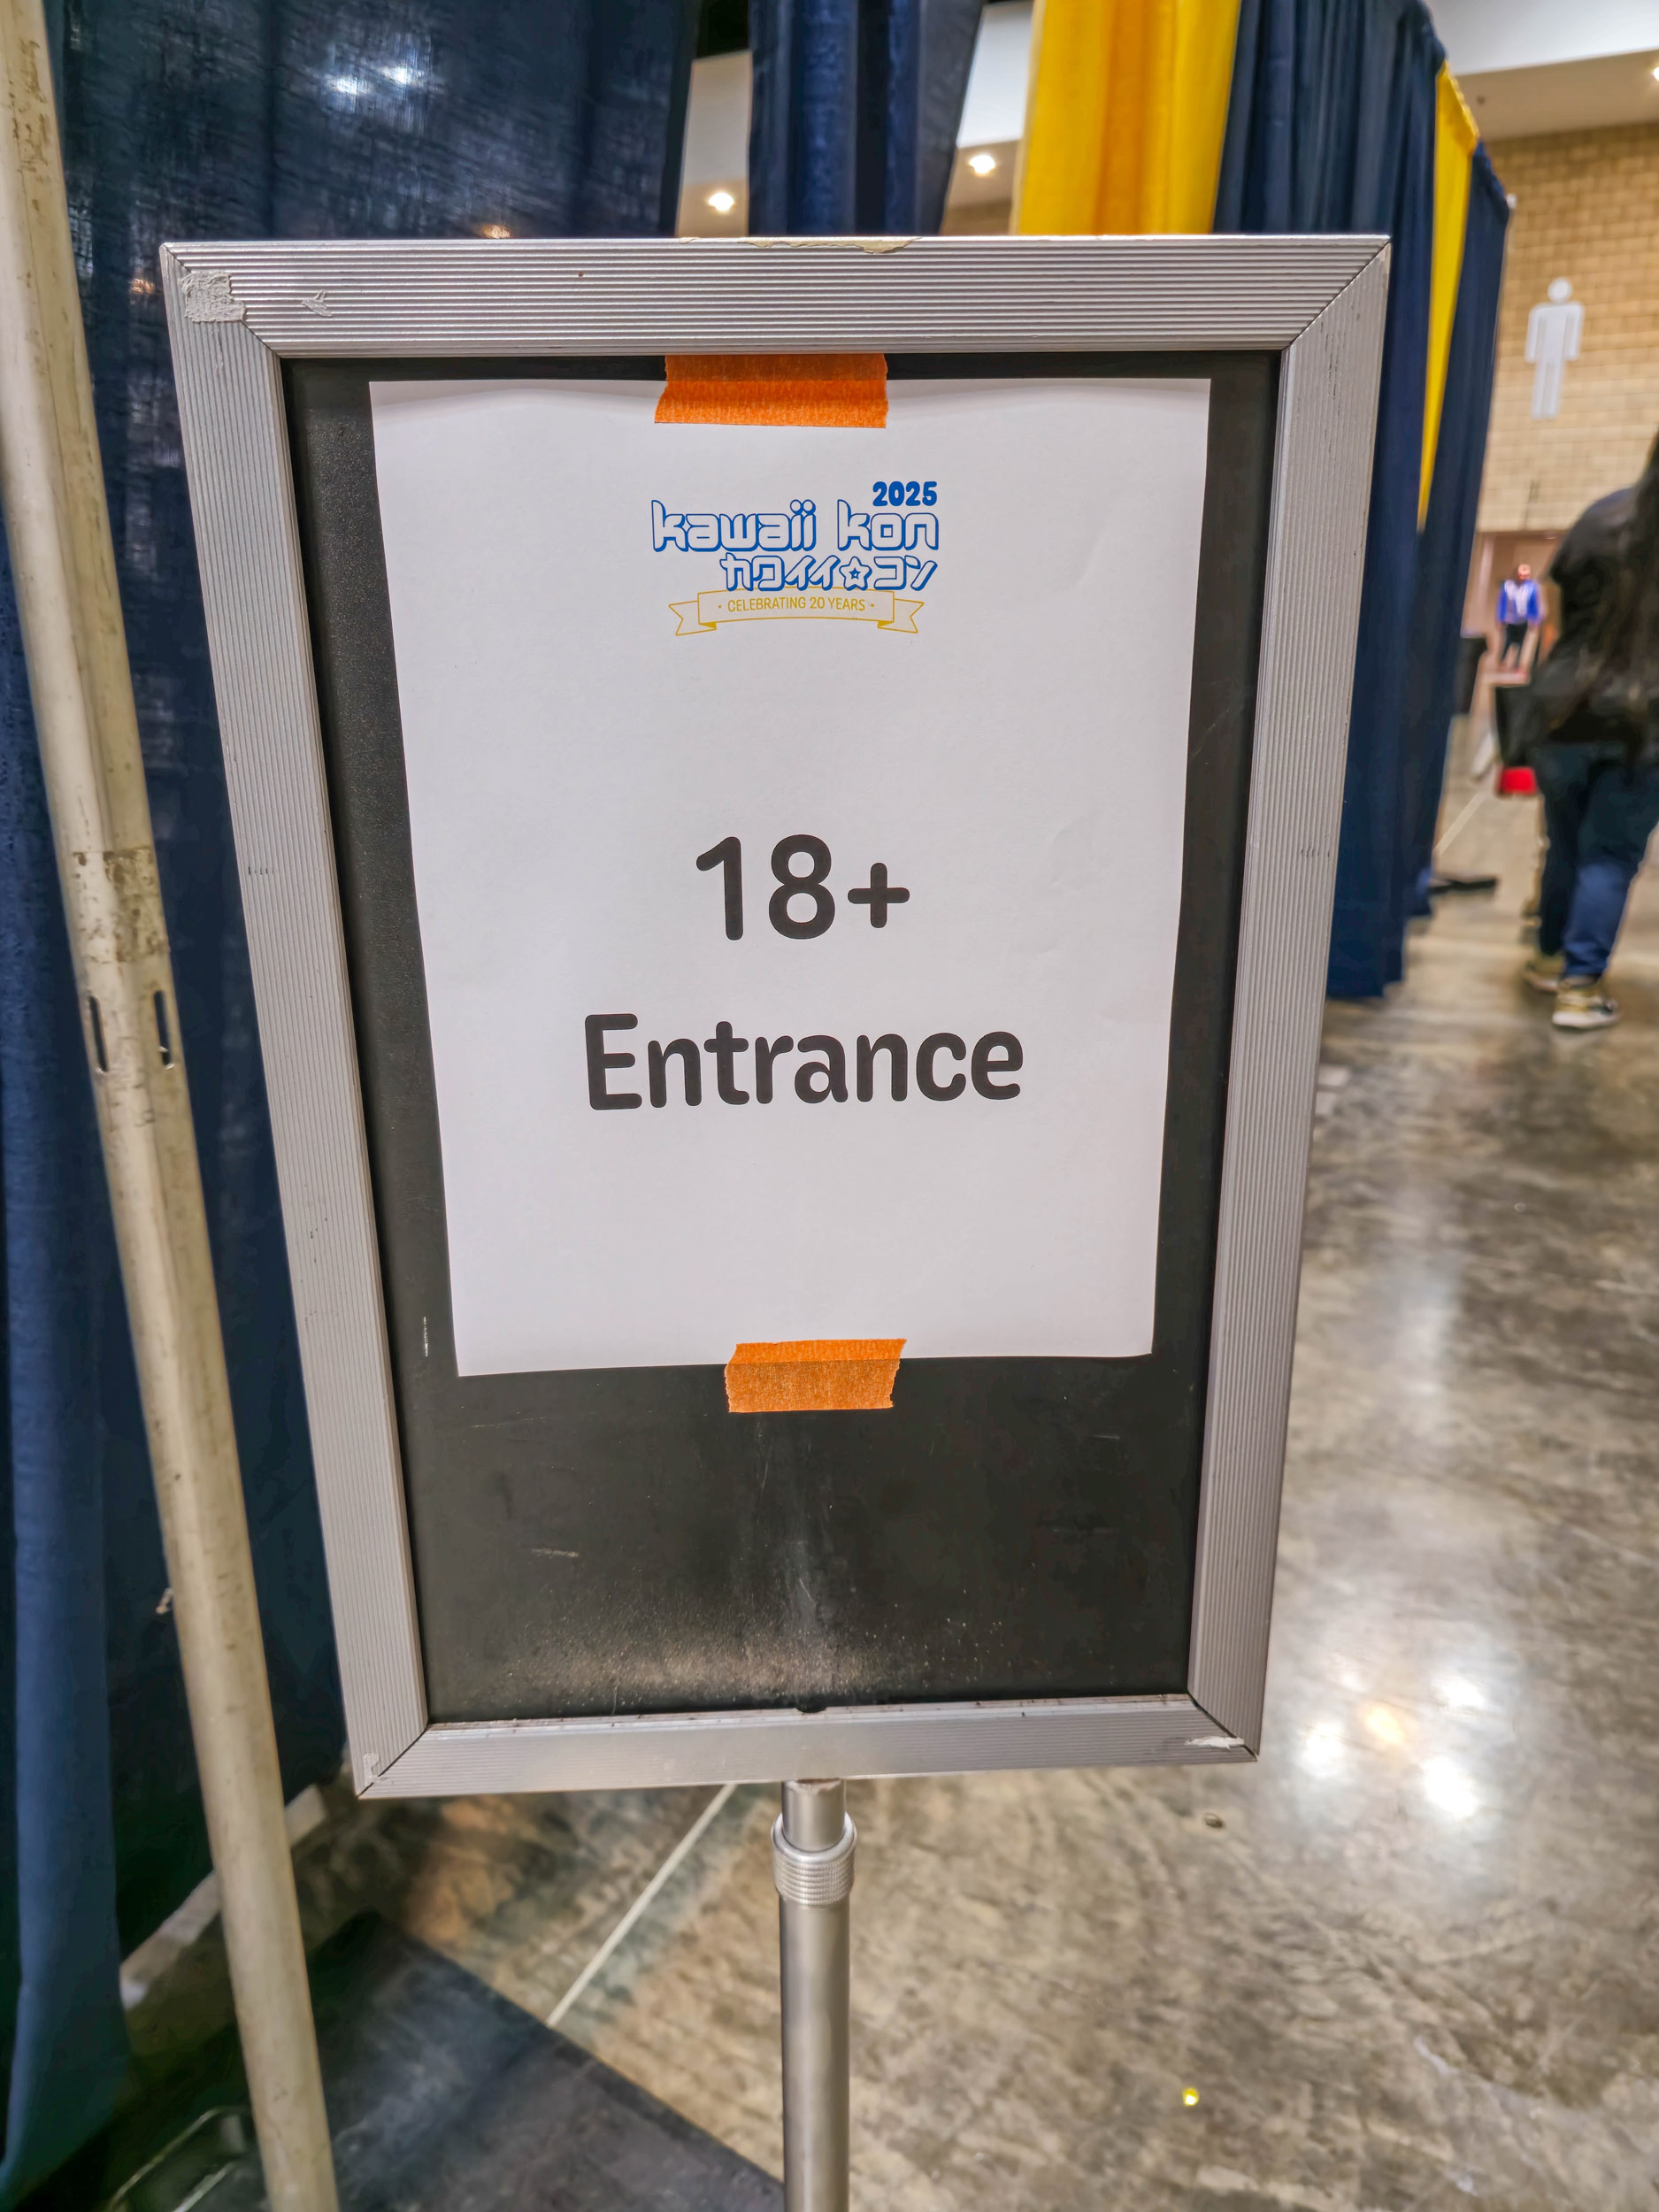 2025
kawaii kon
カワイイ☆コン
• CELEBRATING 20 YEARS •
18+
Entrance